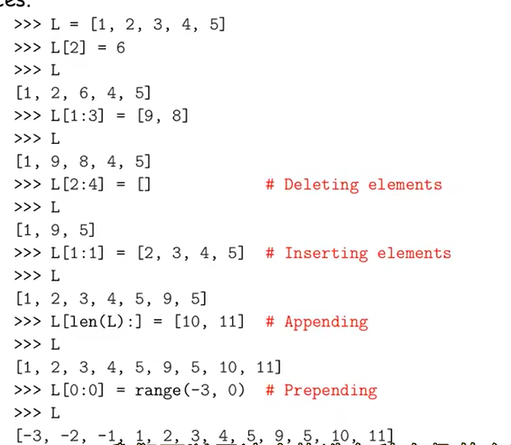 >>> L = [1, 2, 3, 4, 5]
>>> L[2] = 6
>>> L
[1, 2, 6, 4, 5]
>>> L[1:3] = [9, 8]
>>> L
[1, 9, 8, 4, 5]
>>> L[2:4] = [] # Deleting elements
>>> L
[1, 9, 5]
>>> L[1:1] = [2, 3, 4, 5] # Inserting elements
>>> L
[1, 2, 3, 4, 5, 9, 5]
>>> L[len(L):] = [10, 11] # Appending
>>> L
[1, 2, 3, 4, 5, 9, 5, 10, 11]
>>> L[0:0] = range(-3, 0) # Prepending
>>> L
[-3, -2, -1, 1, 2, 3, 4, 5, 9, 5, 10, 11]